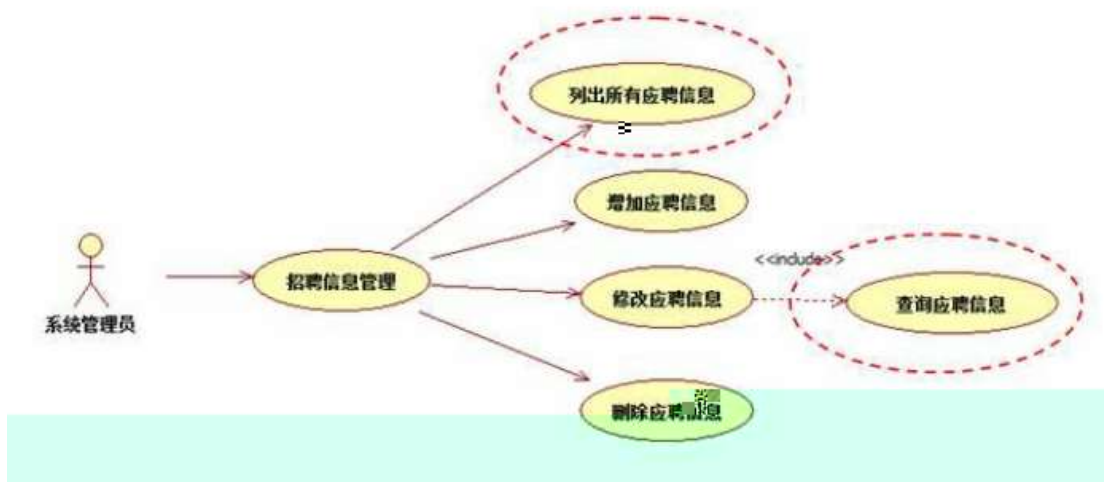 列出所有应聘信息
增加应聘信息
<<include>>
招聘信息管理
修改应聘信息
查询应聘信息
系统管理员
删除应聘信息